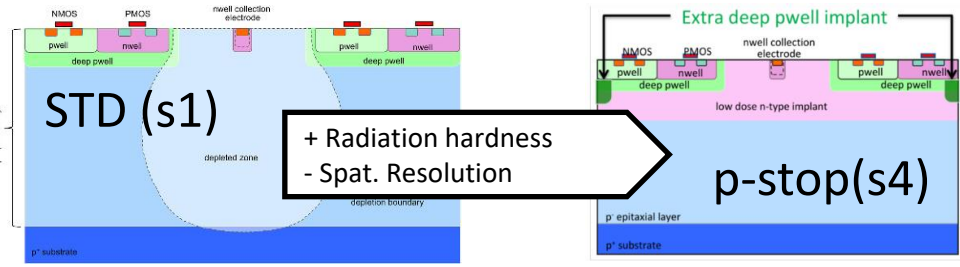 NMOS
PMOS
nwell collection
electrode
pwell
nwell
pwell
nwell
deep pwell
deep pwell
STD (s1)
depleted zone
depletion boundary
p+ substrate
+ Radiation hardness
- Spat. Resolution
Extra deep pwell implant
NMOS
PMOS
nwell collection
electrode
pwell
nwell
pwell
nwell
deep pwell
deep pwell
low dose n-type implant
p-stop(s4)
p- epitaxial layer
p+ substrate